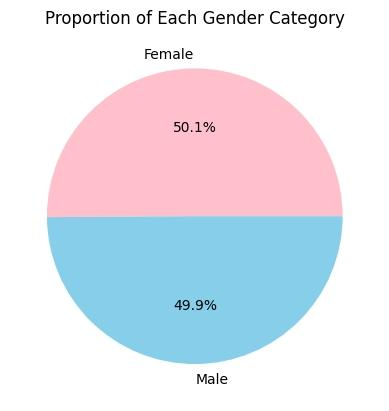 Proportion of Each Gender Category
Female
50.1%
49.9%
Male